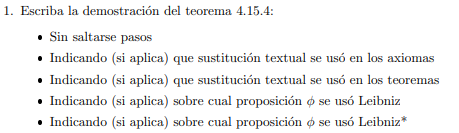 1. Escriba la demostración del teorema 4.15.4:
• Sin saltarse pasos
• Indicando (si aplica) que sustitución textual se usó en los axiomas
• Indicando (si aplica) que sustitución textual se usó en los teoremas
• Indicando (si aplica) sobre cual proposición ϕ se usó Leibniz
• Indicando (si aplica) sobre cual proposición ϕ se usó Leibniz*